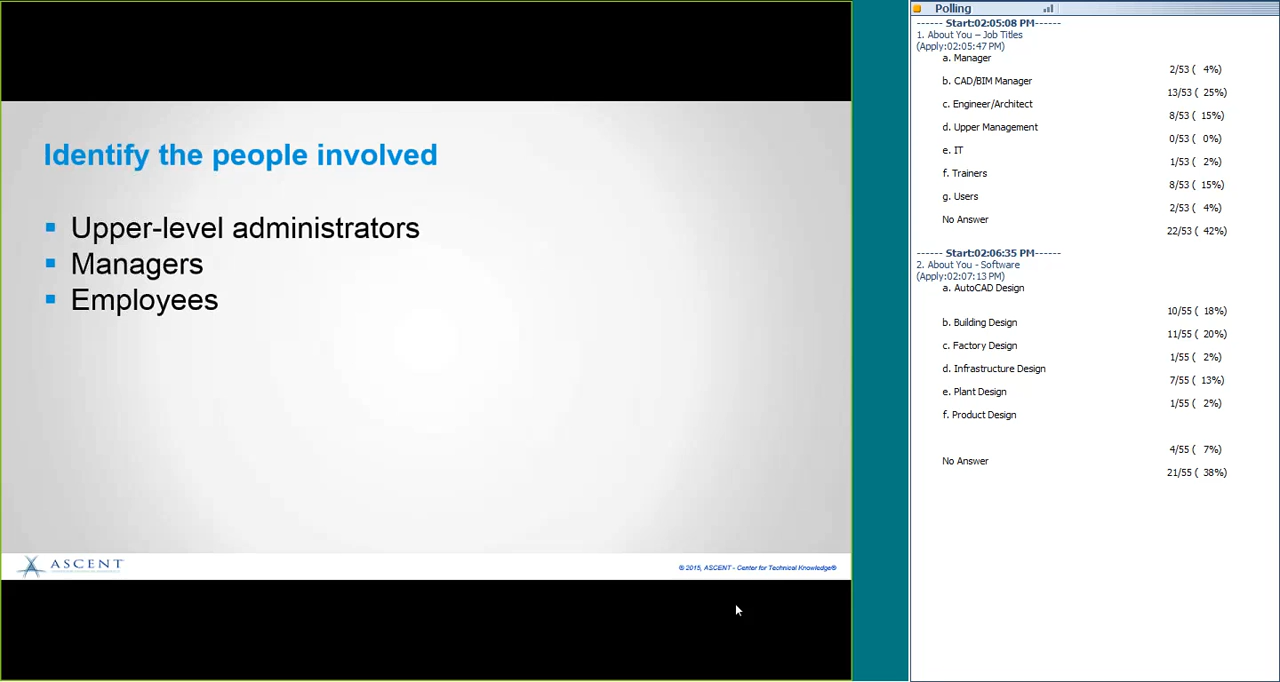 Identify the people involved
Upper-level administrators
Managers
Employees
ASCENT
© 2015, ASCENT - Center for Technical Knowledge®
Polling
------ Start:02:05:08 PM------
1. About You – Job Titles
(Apply:02:05:47 PM)
a. Manager
2/53 ( 4%)
b. CAD/BIM Manager
13/53 ( 25%)
c. Engineer/Architect
8/53 ( 15%)
d. Upper Management
0/53 ( 0%)
e. IT
1/53 ( 2%)
f. Trainers
8/53 ( 15%)
g. Users
2/53 ( 4%)
No Answer
22/53 ( 42%)
------ Start:02:06:35 PM------
2. About You - Software
(Apply:02:07:13 PM)
a. AutoCAD Design
10/55 ( 18%)
b. Building Design
11/55 ( 20%)
c. Factory Design
1/55 ( 2%)
d. Infrastructure Design
7/55 ( 13%)
e. Plant Design
1/55 ( 2%)
f. Product Design
4/55 ( 7%)
No Answer
21/55 ( 38%)